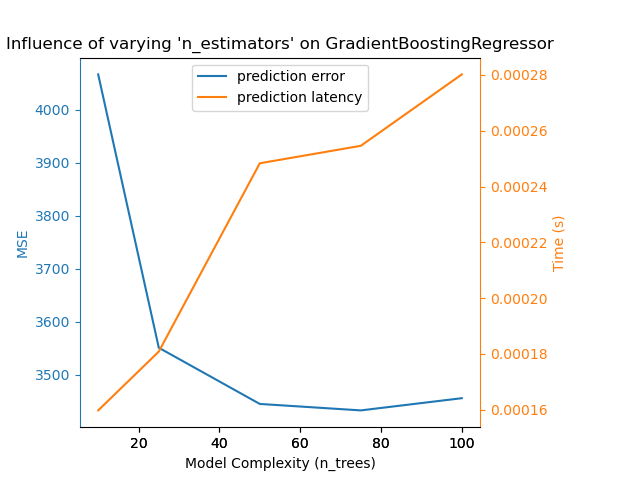 Influence of varying 'n_estimators' on GradientBoostingRegressor
prediction error
prediction latency
MSE
4000
3900
3800
3700
3600
3500
0.00028
0.00026
0.00024
0.00022
0.00020
0.00018
0.00016
Time (s)
20 40 60 80 100
Model Complexity (n_trees)